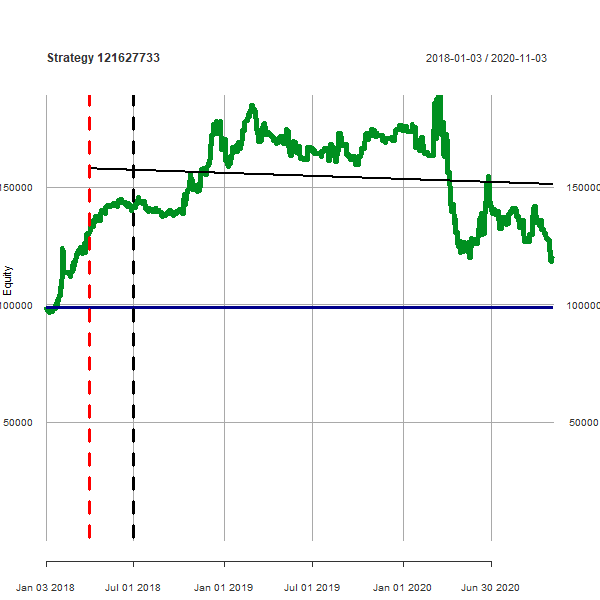 Strategy 121627733
2018-01-03 / 2020-11-03
150000
150000
Equity
100000
100000
50000
50000
Jan 03 2018
Jul 01 2018
Jan 01 2019
Jul 01 2019
Jan 01 2020
Jun 30 2020